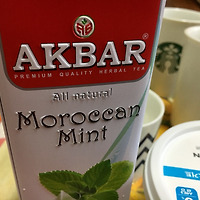 AKBAR
PREMIUM QUALITY HERBAL TEA
All natural
Moroccan
Mint